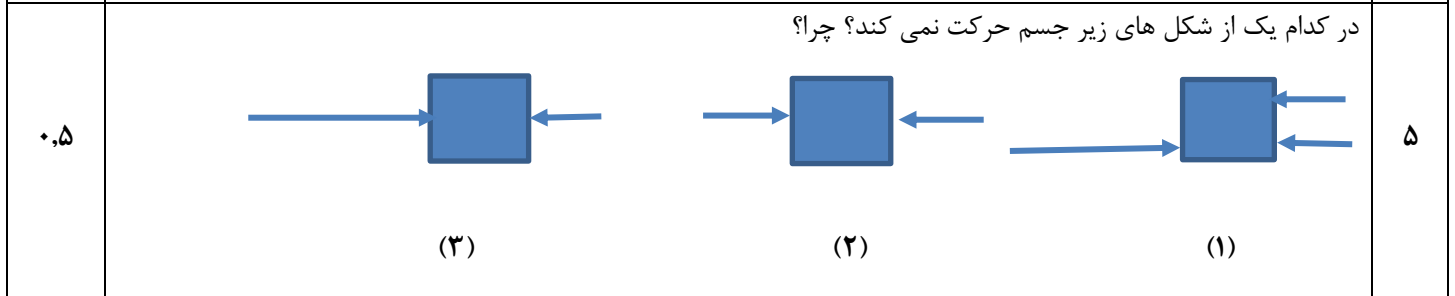 ۵
در کدام یک از شکل های زیر جسم حرکت نمی کند؟ چرا؟
۰,۵
(۱) (۲) (۳)